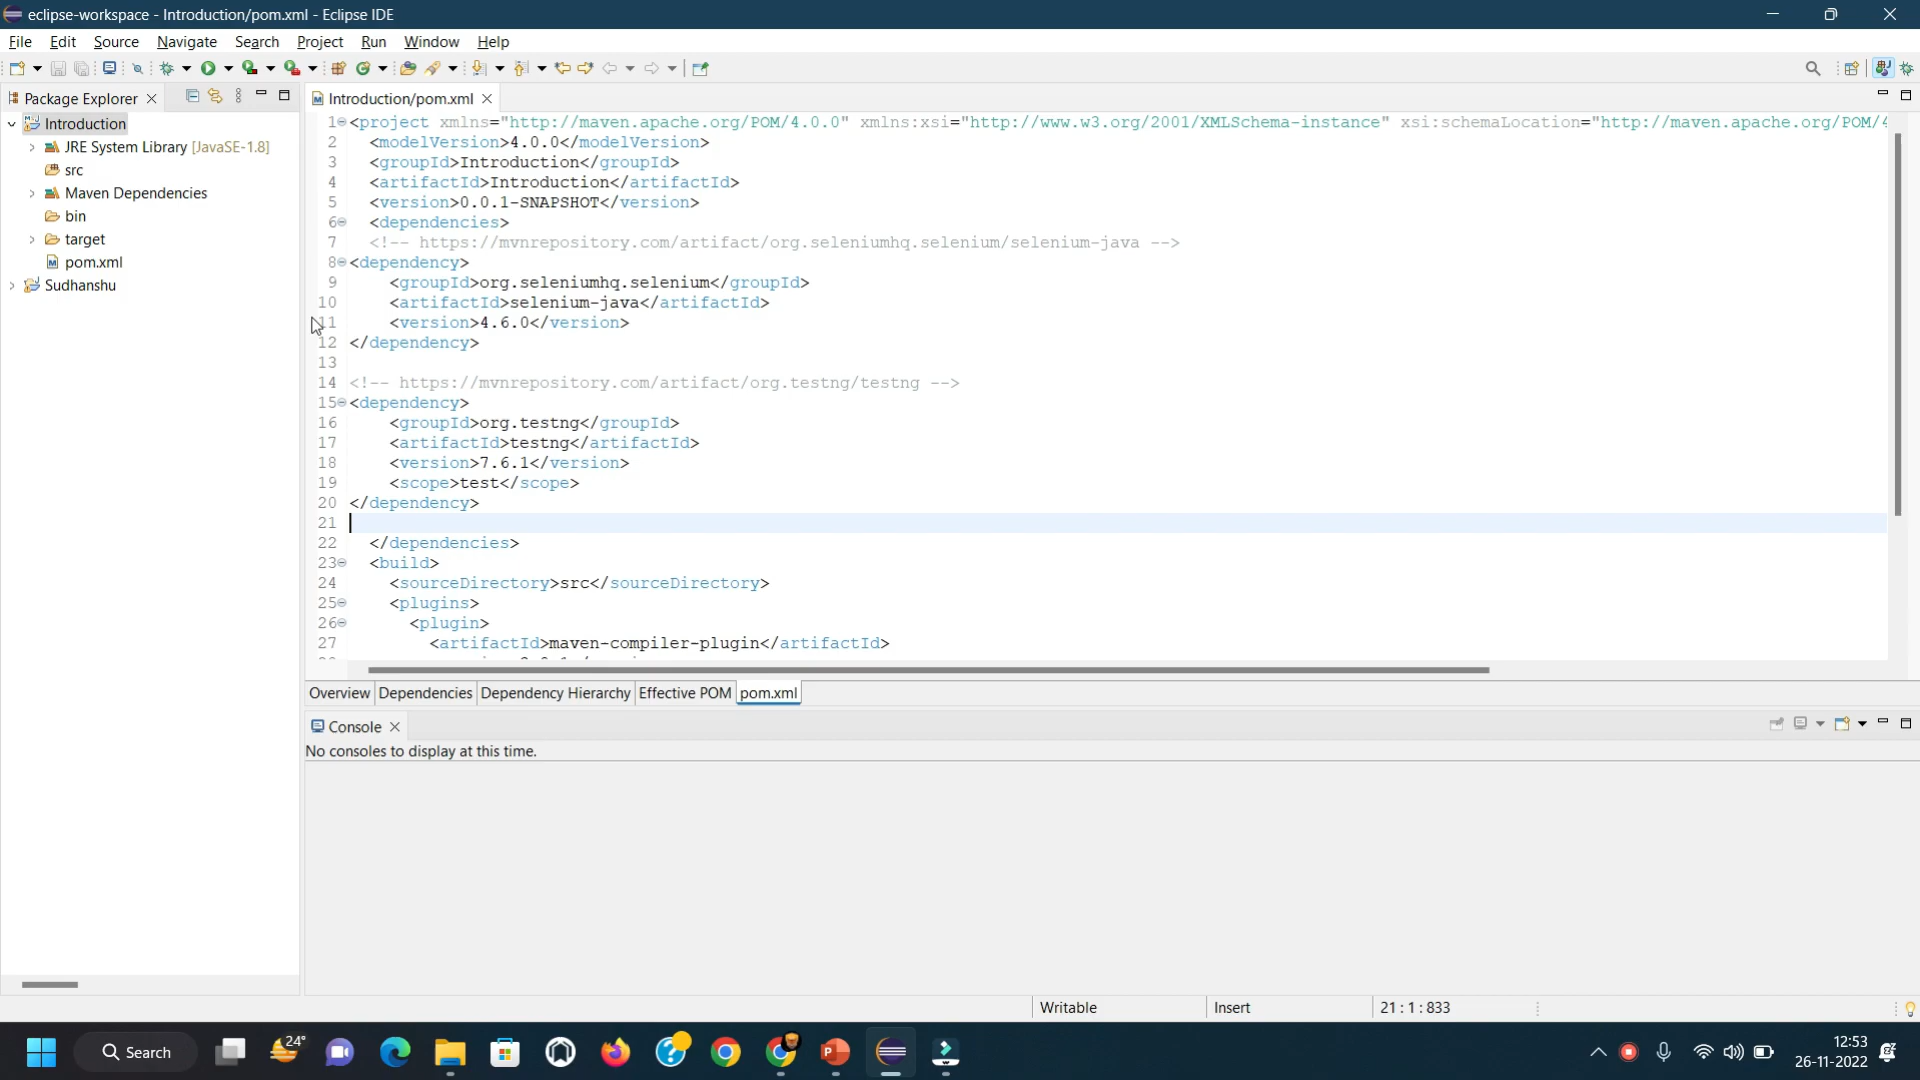 eclipse-workspace - Introduction/pom.xml - Eclipse IDE
File Edit Source Navigate Search Project Run Window Help
Package Explorer
Introduction/pom.xml
Introduction
JRE System Library [JavaSE-1.8]
src
Maven Dependencies
bin
target
pom.xml
Sudhanshu
1 <project xmlns="http://maven.apache.org/POM/4.0.0" xmlns:xsi="http://www.w3.org/2001/XMLSchema-instance" xsi:schemaLocation="http://maven.apache.org/POM/4
2 <modelVersion>4.0.0</modelVersion>
3 <groupId>Introduction</groupId>
4 <artifactId>Introduction</artifactId>
5 <version>0.0.1-SNAPSHOT</version>
6 <dependencies>
7 <!-- https://mvnrepository.com/artifact/org.seleniumhq.selenium/selenium-java -->
8 <dependency>
9 <groupId>org.seleniumhq.selenium</groupId>
10 <artifactId>selenium-java</artifactId>
11 <version>4.6.0</version>
12 </dependency>
13
14 <!-- https://mvnrepository.com/artifact/org.testng/testng -->
15 <dependency>
16 <groupId>org.testng</groupId>
17 <artifactId>testng</artifactId>
18 <version>7.6.1</version>
19 <scope>test</scope>
20 </dependency>
21
22 </dependencies>
23 <build>
24 <sourceDirectory>src</sourceDirectory>
25 <plugins>
26 <plugin>
27 <artifactId>maven-compiler-plugin</artifactId>
Overview Dependencies Dependency Hierarchy Effective POM pom.xml
Console
No consoles to display at this time.
Writable Insert 21 : 1 : 833
Search
24°
12:53
26-11-2022